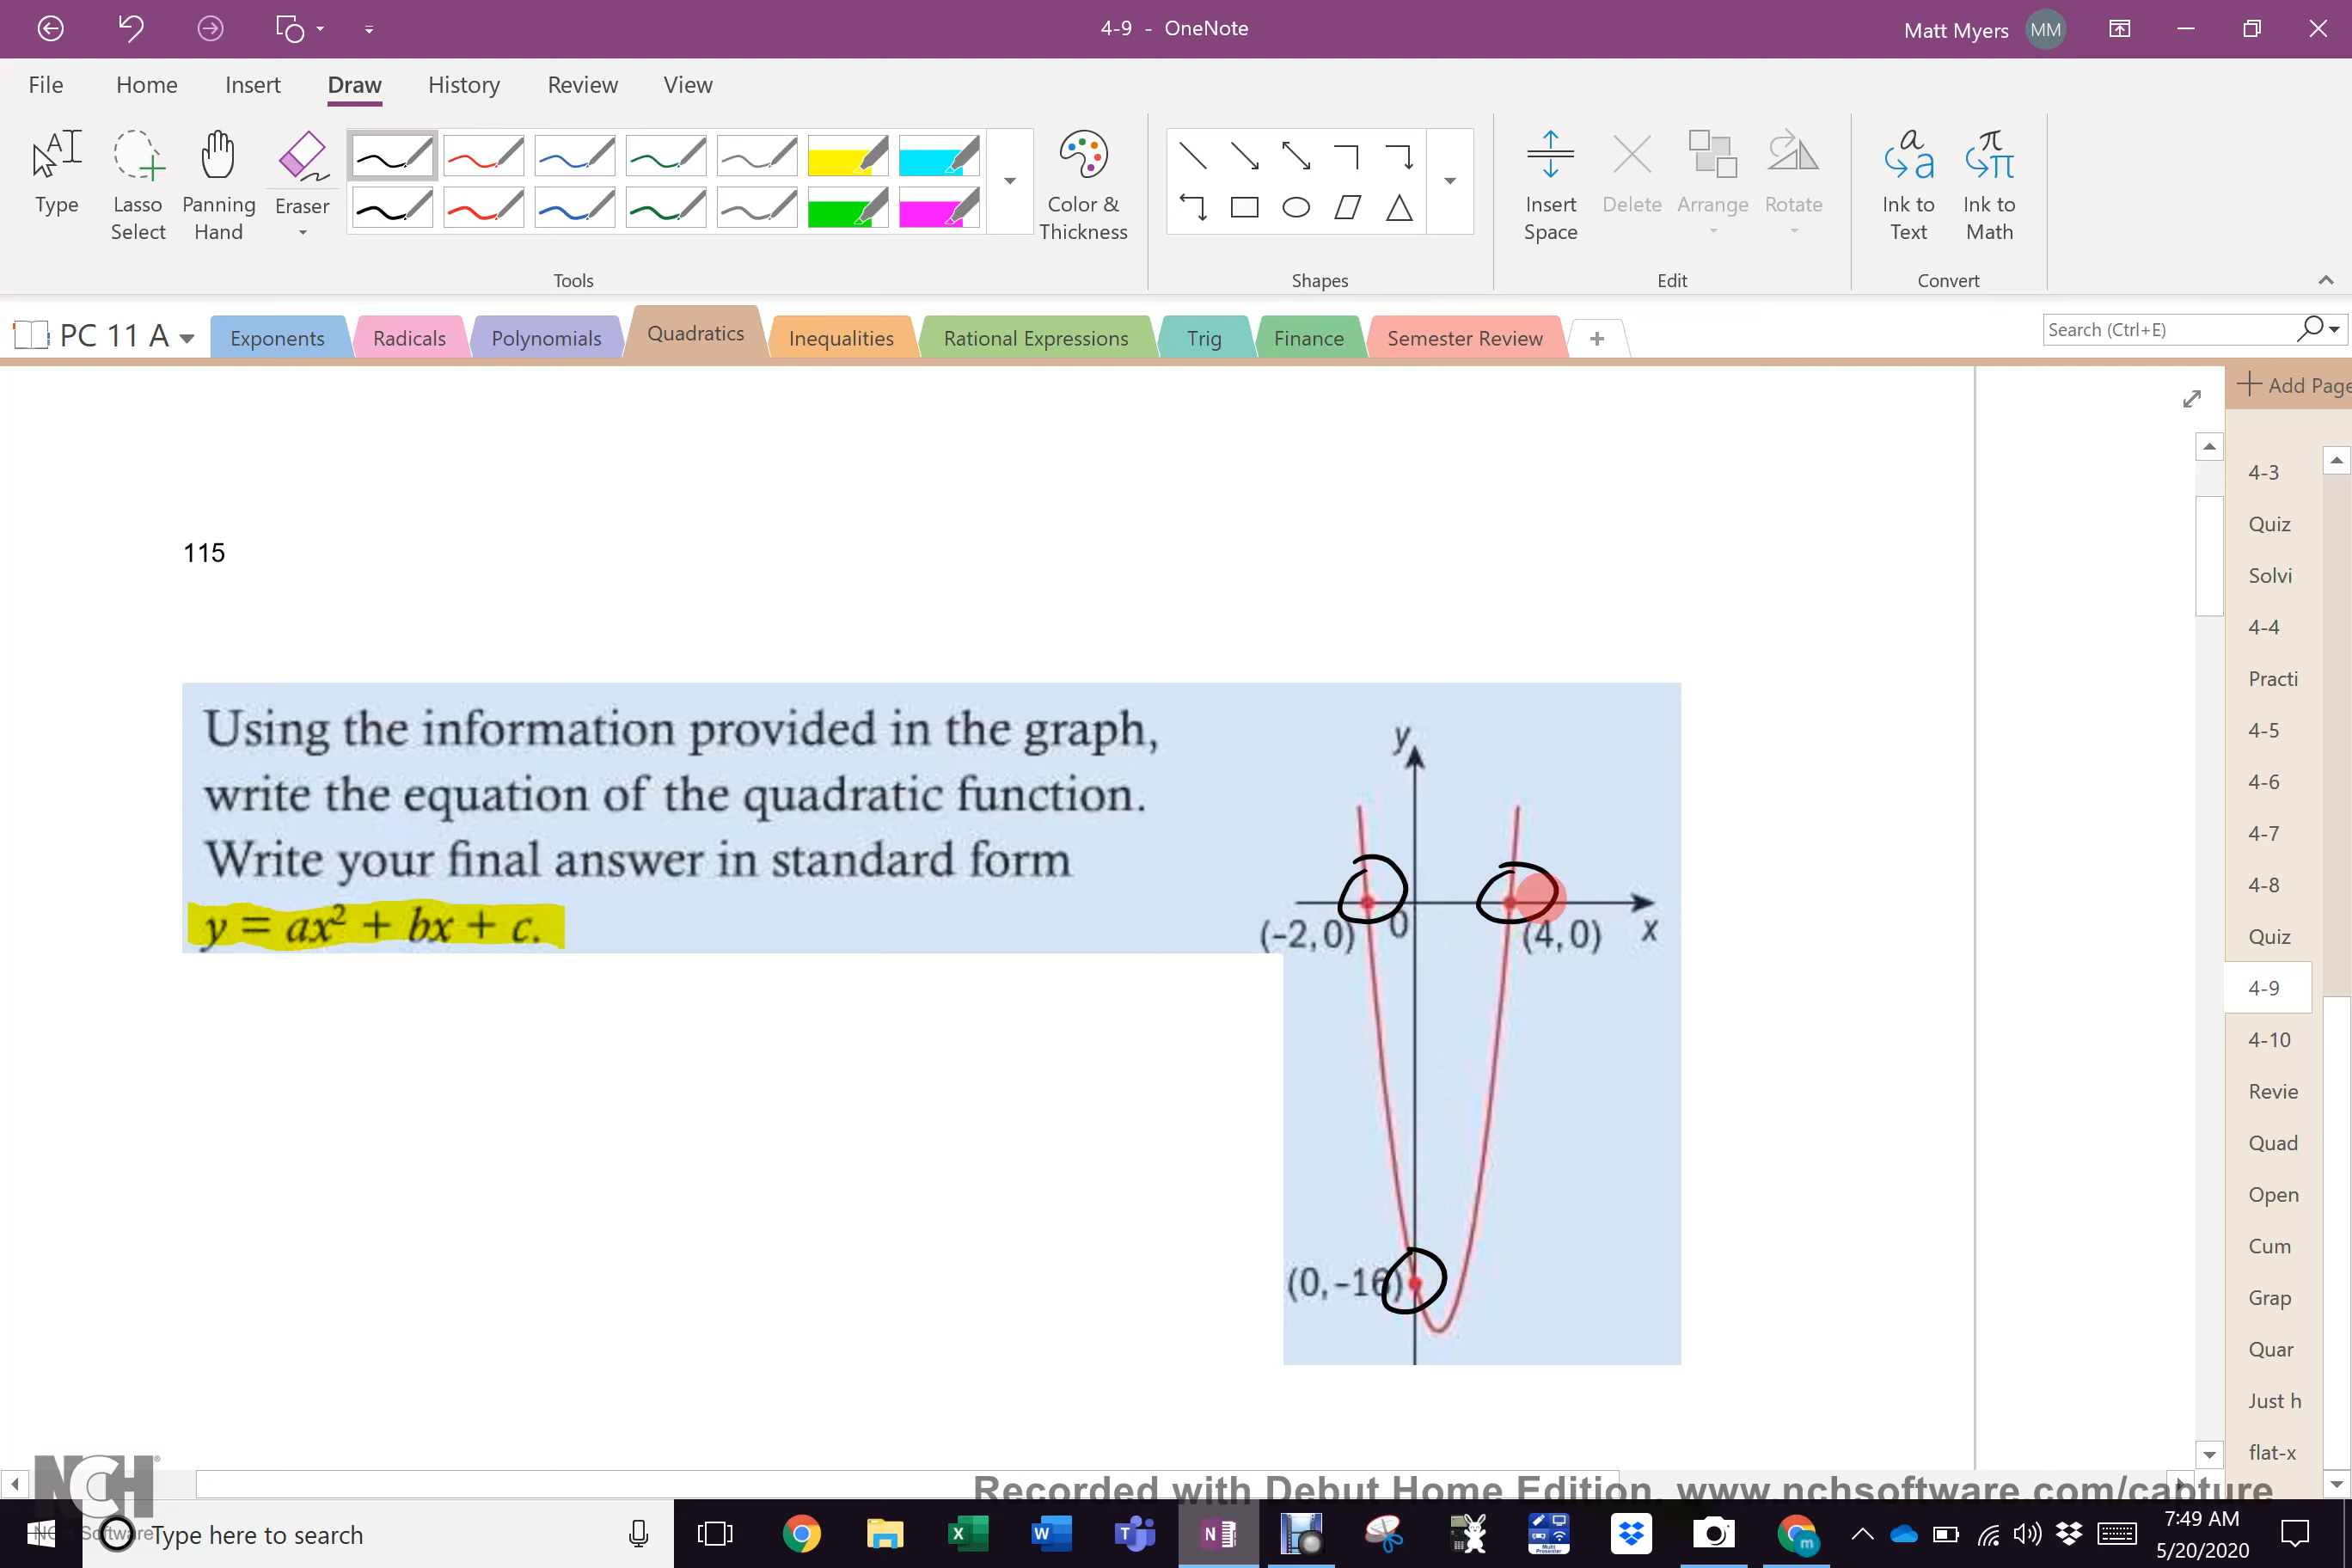 4-9 - OneNote
Matt Myers MM
File Home Insert Draw History Review View
Type
Lasso Select
Panning Hand
Eraser
Color & Thickness
Insert Space
Delete
Arrange
Rotate
Ink to Text
Ink to Math
Tools
Shapes
Edit
Convert
PC 11 A
Exponents
Radicals
Polynomials
Quadratics
Inequalities
Rational Expressions
Trig
Finance
Semester Review
Search (Ctrl+E)
Add Page
115
Using the information provided in the graph,
write the equation of the quadratic function.
Write your final answer in standard form
y = ax² + bx + c.
y
(-2,0)
0
(4,0)
x
(0,-16)
4-3
Quiz
Solvi
4-4
Practi
4-5
4-6
4-7
4-8
Quiz
4-9
4-10
Revie
Quad
Open
Cum
Grap
Quar
Just h
flat-x
NCH
NCH Software
Recorded with Debut Home Edition. www.nchsoftware.com/capture
Type here to search
7:49 AM
5/20/2020